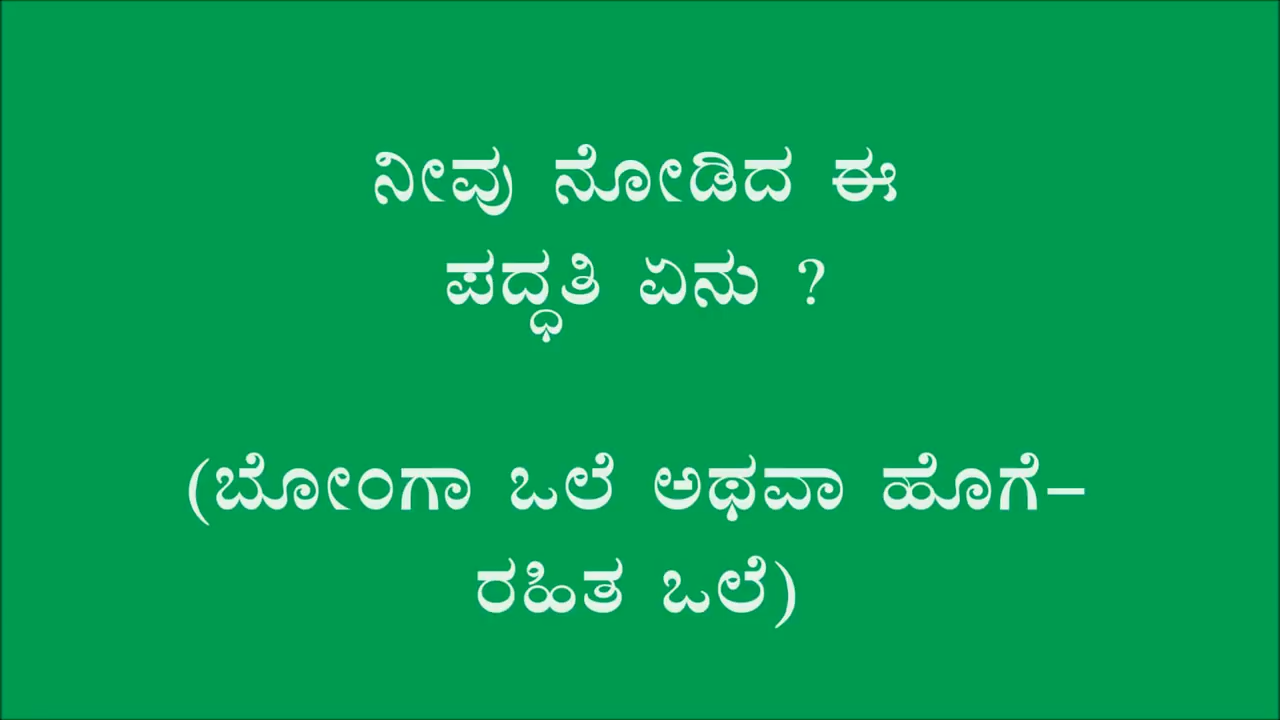 ನೀವು ನೋಡಿದ ಈ
ಪದ್ಧತಿ ಏನು ?
(ಬೋಂಗಾ ಒಲೆ ಅಥವಾ ಹೊಗೆ–
ರಹಿತ ಒಲೆ)